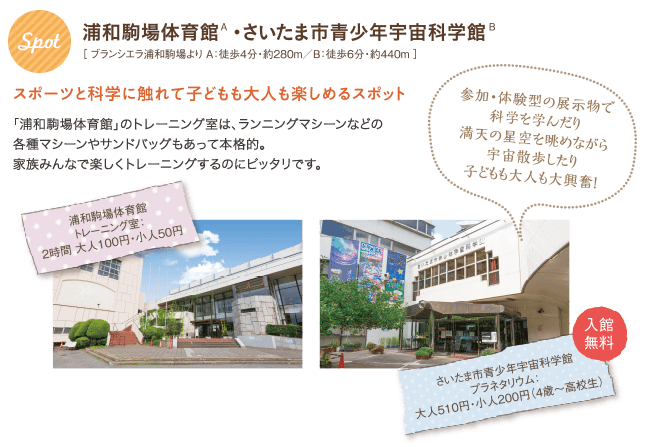 Spot
浦和駒場体育館A・さいたま市青少年宇宙科学館B
[ ブランシエラ浦和駒場より A：徒歩4分・約280m／B：徒歩6分・約440m ]
スポーツと科学に触れて子どもも大人も楽しめるスポット
「浦和駒場体育館」のトレーニング室は、ランニングマシーンなどの
各種マシーンやサンドバッグもあって本格的。
家族みんなで楽しくトレーニングするのにピッタリです。
参加・体験型の展示物で
科学を学んだり
満天の星空を眺めながら
宇宙散歩したり
子どもも大人も大興奮!
浦和駒場体育館
トレーニング室：
2時間 大人100円・小人50円
さいたま市青少年宇宙科学館
入館
無料
さいたま市青少年宇宙科学館
プラネタリウム：
大人510円・小人200円（4歳〜高校生）